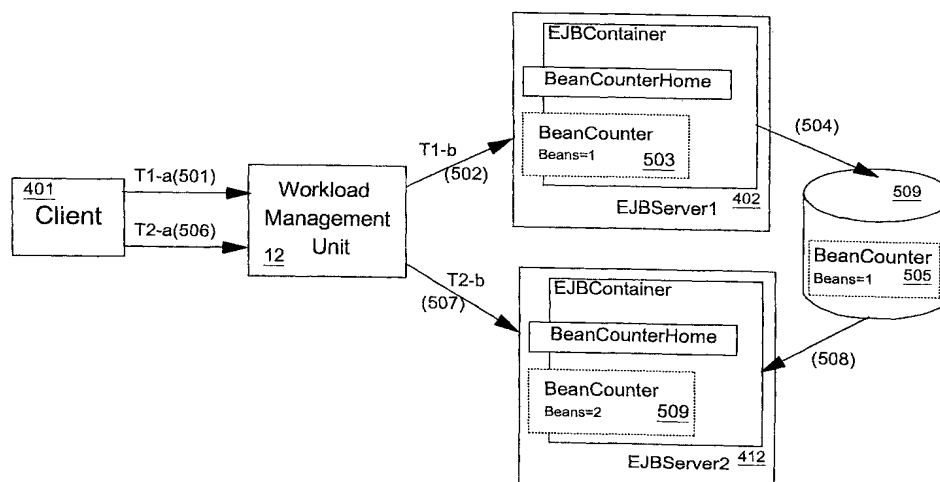 401
Client
T1-a(501)
T2-a(506)
Workload
Management
Unit
12
T1-b
(502)
T2-b
(507)
EJBContainer
BeanCounterHome
BeanCounter
Beans=1 503
EJBServer1 402
(504)
509
BeanCounter
Beans=1 505
(508)
EJBContainer
BeanCounterHome
BeanCounter
Beans=2 509
EJBServer2 412